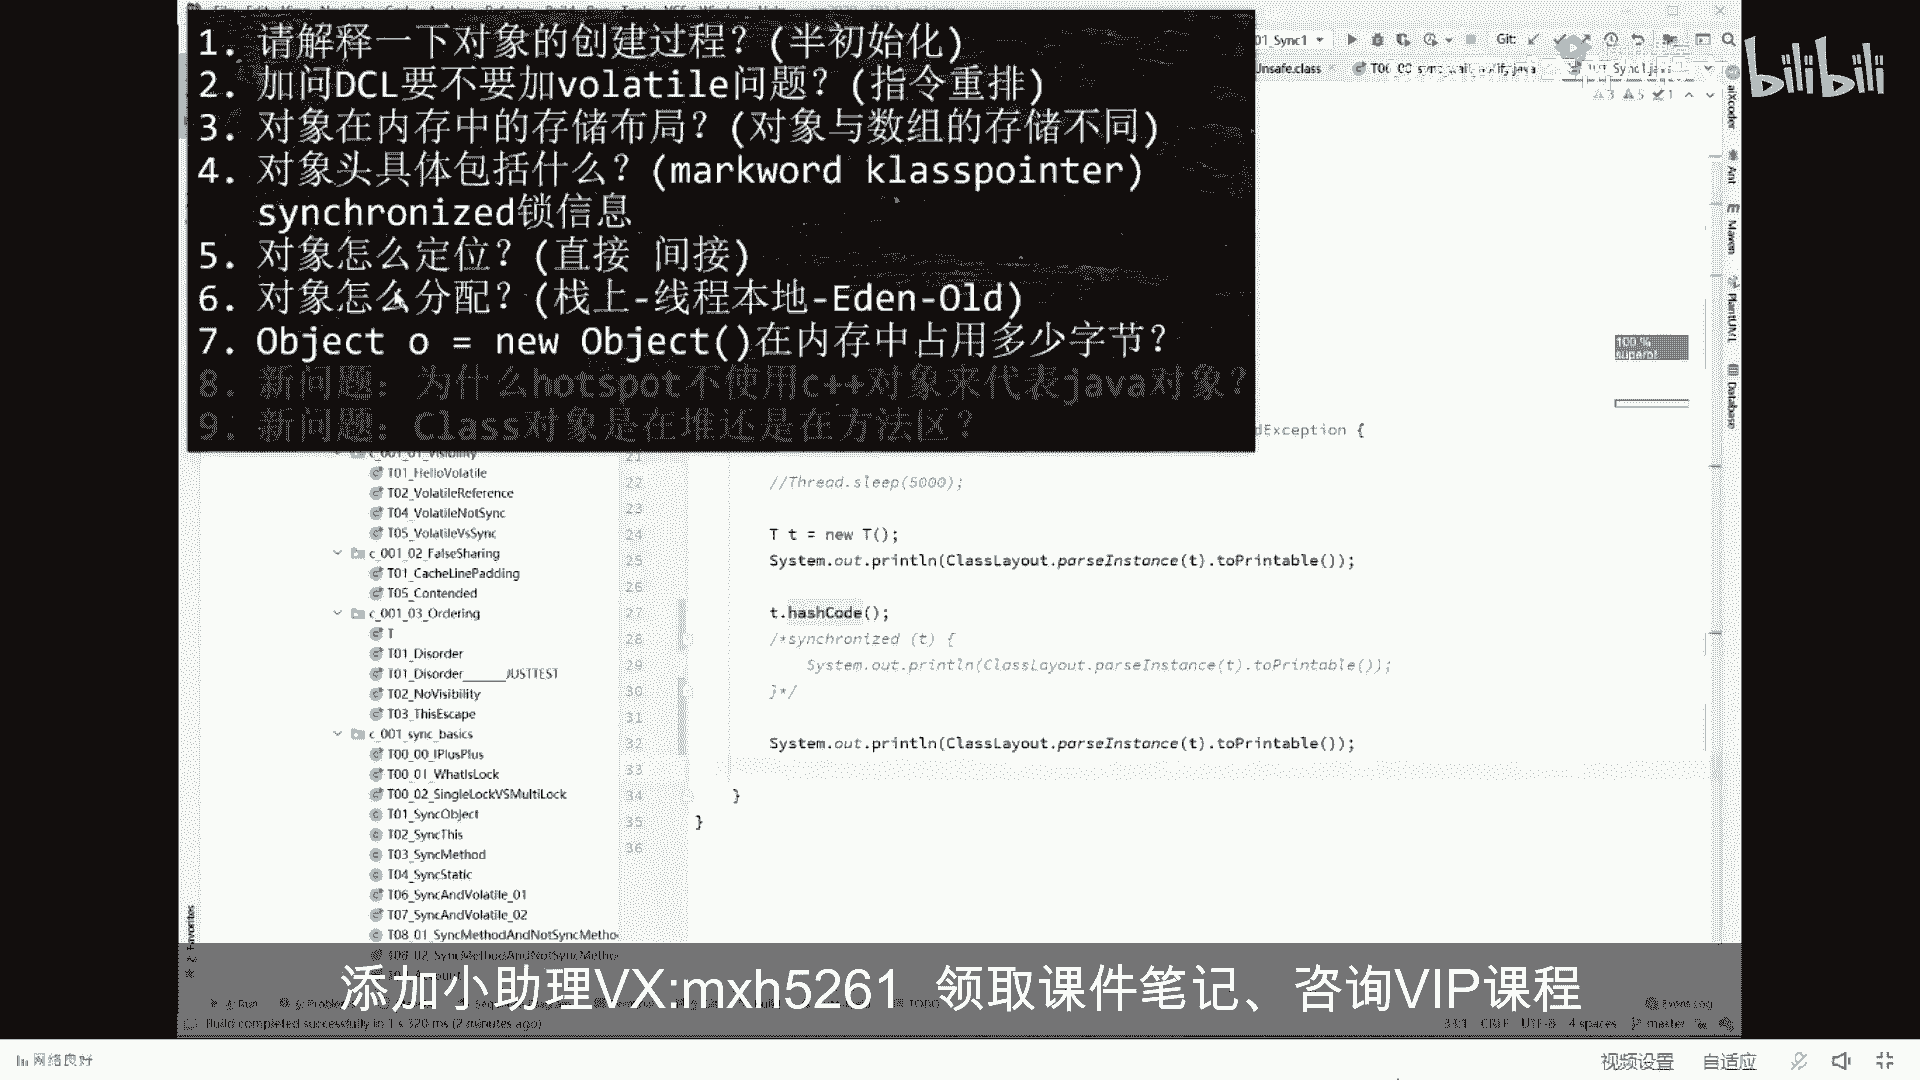 1. 请解释一下对象的创建过程？(半初始化)
2. 加问DCL要不要加volatile问题？(指令重排)
3. 对象在内存中的存储布局？(对象与数组的存储不同)
4. 对象头具体包括什么？(markword klasspointer)
synchronized锁信息
5. 对象怎么定位？(直接 间接)
6. 对象怎么分配？(栈上-线程本地-Eden-Old)
7. Object o = new Object()在内存中占用多少字节？
8. 新问题：为什么hotspot不使用c++对象来代表java对象？
9. 新问题：Class对象是在堆还是在方法区？
bilibili
01_Sync1
Git:
Unsafe.class
aiXcoder
Ant
Maven
PlantUML
Database
100 %
dException {
c_001_01_Visibility
T01_HelloVolatile
T02_VolatileReference
T04_VolatileNotSync
T05_VolatileVsSync
c_001_02_FalseSharing
T01_CacheLinePadding
T05_Contended
c_001_03_Ordering
T
T01_Disorder
T01_Disorder______JUSTTEST
T02_NoVisibility
T03_ThisEscape
c_001_sync_basics
T00_00_IPlusPlus
T00_01_WhatIsLock
T00_02_SingleLockVSMultiLock
T01_SyncObject
T02_SyncThis
T03_SyncMethod
T04_SyncStatic
T06_SyncAndVolatile_01
T07_SyncAndVolatile_02
T08_01_SyncMethodAndNotSyncMetho
21
22 //Thread.sleep(5000);
23
24 T t = new T();
25 System.out.println(ClassLayout.parseInstance(t).toPrintable());
26
27 t.hashCode();
28 /*synchronized (t) {
29 System.out.println(ClassLayout.parseInstance(t).toPrintable());
30 }*/
31
32 System.out.println(ClassLayout.parseInstance(t).toPrintable());
33
34 }
35 }
36
Favorites
添加小助理VX:mxh5261 领取课件笔记、咨询VIP课程
Build completed successfully in 1 s 320 ms (2 minutes ago)
Event Log
33:1 CRLF UTF-8 4 spaces master
网络良好
视频设置 自适应